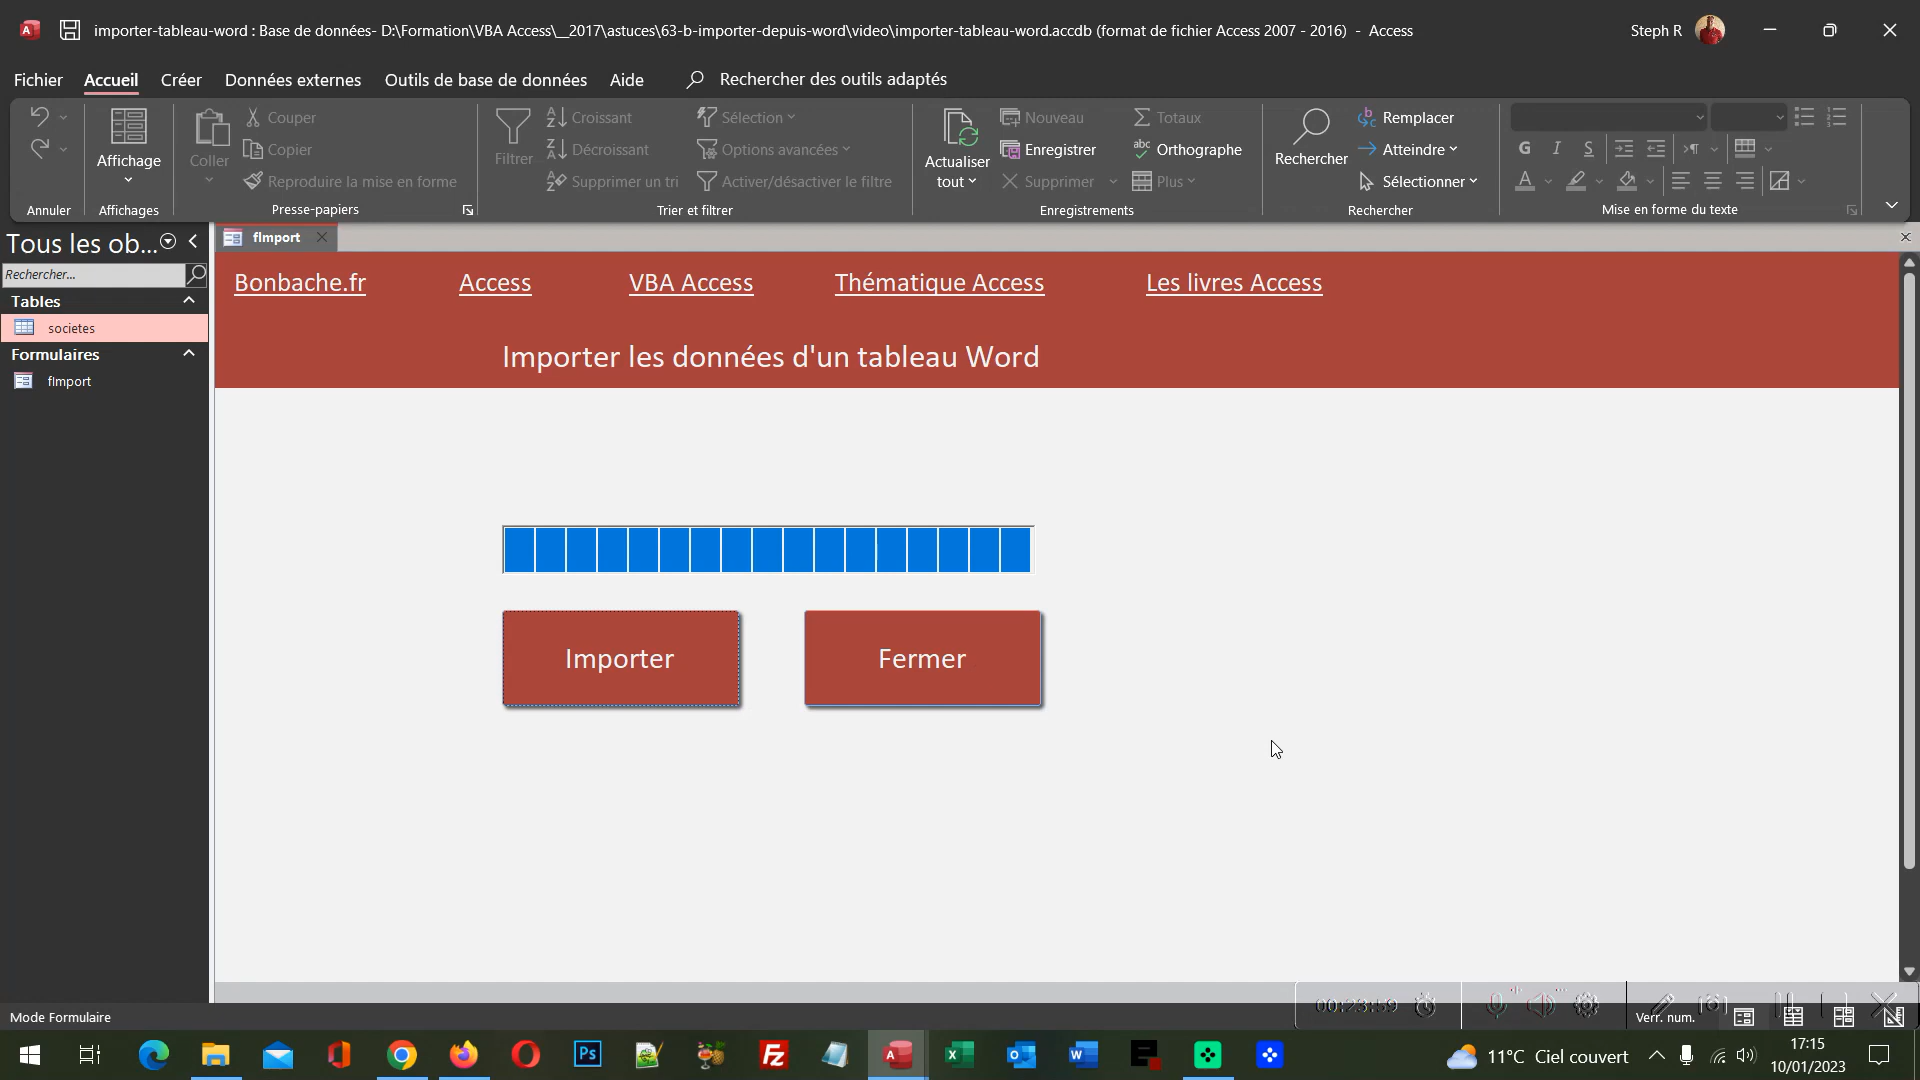 importer-tableau-word : Base de données- D:\Formation\VBA Access\__2017\astuces\63-b-importer-depuis-word\video\importer-tableau-word.accdb (format de fichier Access 2007 - 2016) - Access
Steph R
Fichier Accueil Créer Données externes Outils de base de données Aide Rechercher des outils adaptés
Couper Croissant Sélection Nouveau Totaux Remplacer
Affichage Coller Copier Filtrer Décroissant Options avancées Actualiser tout Enregistrer Orthographe Rechercher Atteindre G I S
Reproduire la mise en forme Supprimer un tri Activer/désactiver le filtre Supprimer Plus Sélectionner
Annuler Affichages Presse-papiers Trier et filtrer Enregistrements Rechercher Mise en forme du texte
Tous les ob...
fImport
Rechercher...
Tables
societes
Formulaires
fImport
Bonbache.fr Access VBA Access Thématique Access Les livres Access
Importer les données d'un tableau Word
Importer Fermer
00:23:59
Mode Formulaire
Verr. num.
11°C Ciel couvert
17:15
10/01/2023